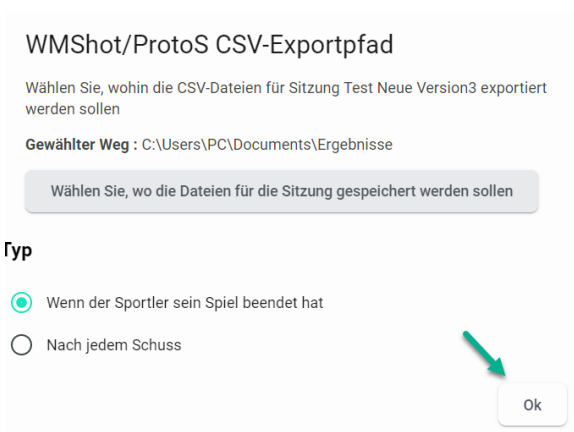 WMShot/ProtoS CSV-Exportpfad
Wählen Sie, wohin die CSV-Dateien für Sitzung Test Neue Version3 exportiert
werden sollen
Gewählter Weg : C:\Users\PC\Documents\Ergebnisse
Wählen Sie, wo die Dateien für die Sitzung gespeichert werden sollen
Typ
Wenn der Sportler sein Spiel beendet hat
Nach jedem Schuss
Ok